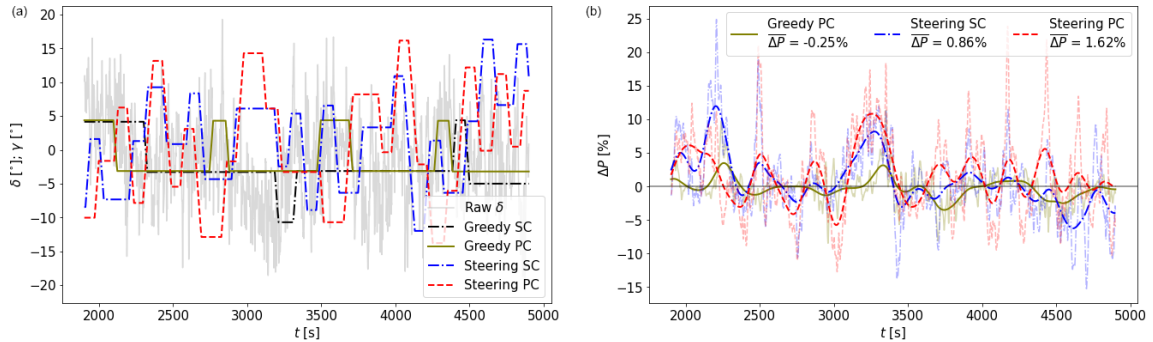 (a)
20
15
10
5
0
−5
−10
−15
−20
δ [°]; γ [°]
Raw δ
Greedy SC
Greedy PC
Steering SC
Steering PC
2000 2500 3000 3500 4000 4500 5000
t [s]
(b)
25
20
15
10
5
0
−5
−10
−15
ΔP [%]
Greedy PC Steering SC Steering PC
ΔP = -0.25% ΔP = 0.86% ΔP = 1.62%
2000 2500 3000 3500 4000 4500 5000
t [s]